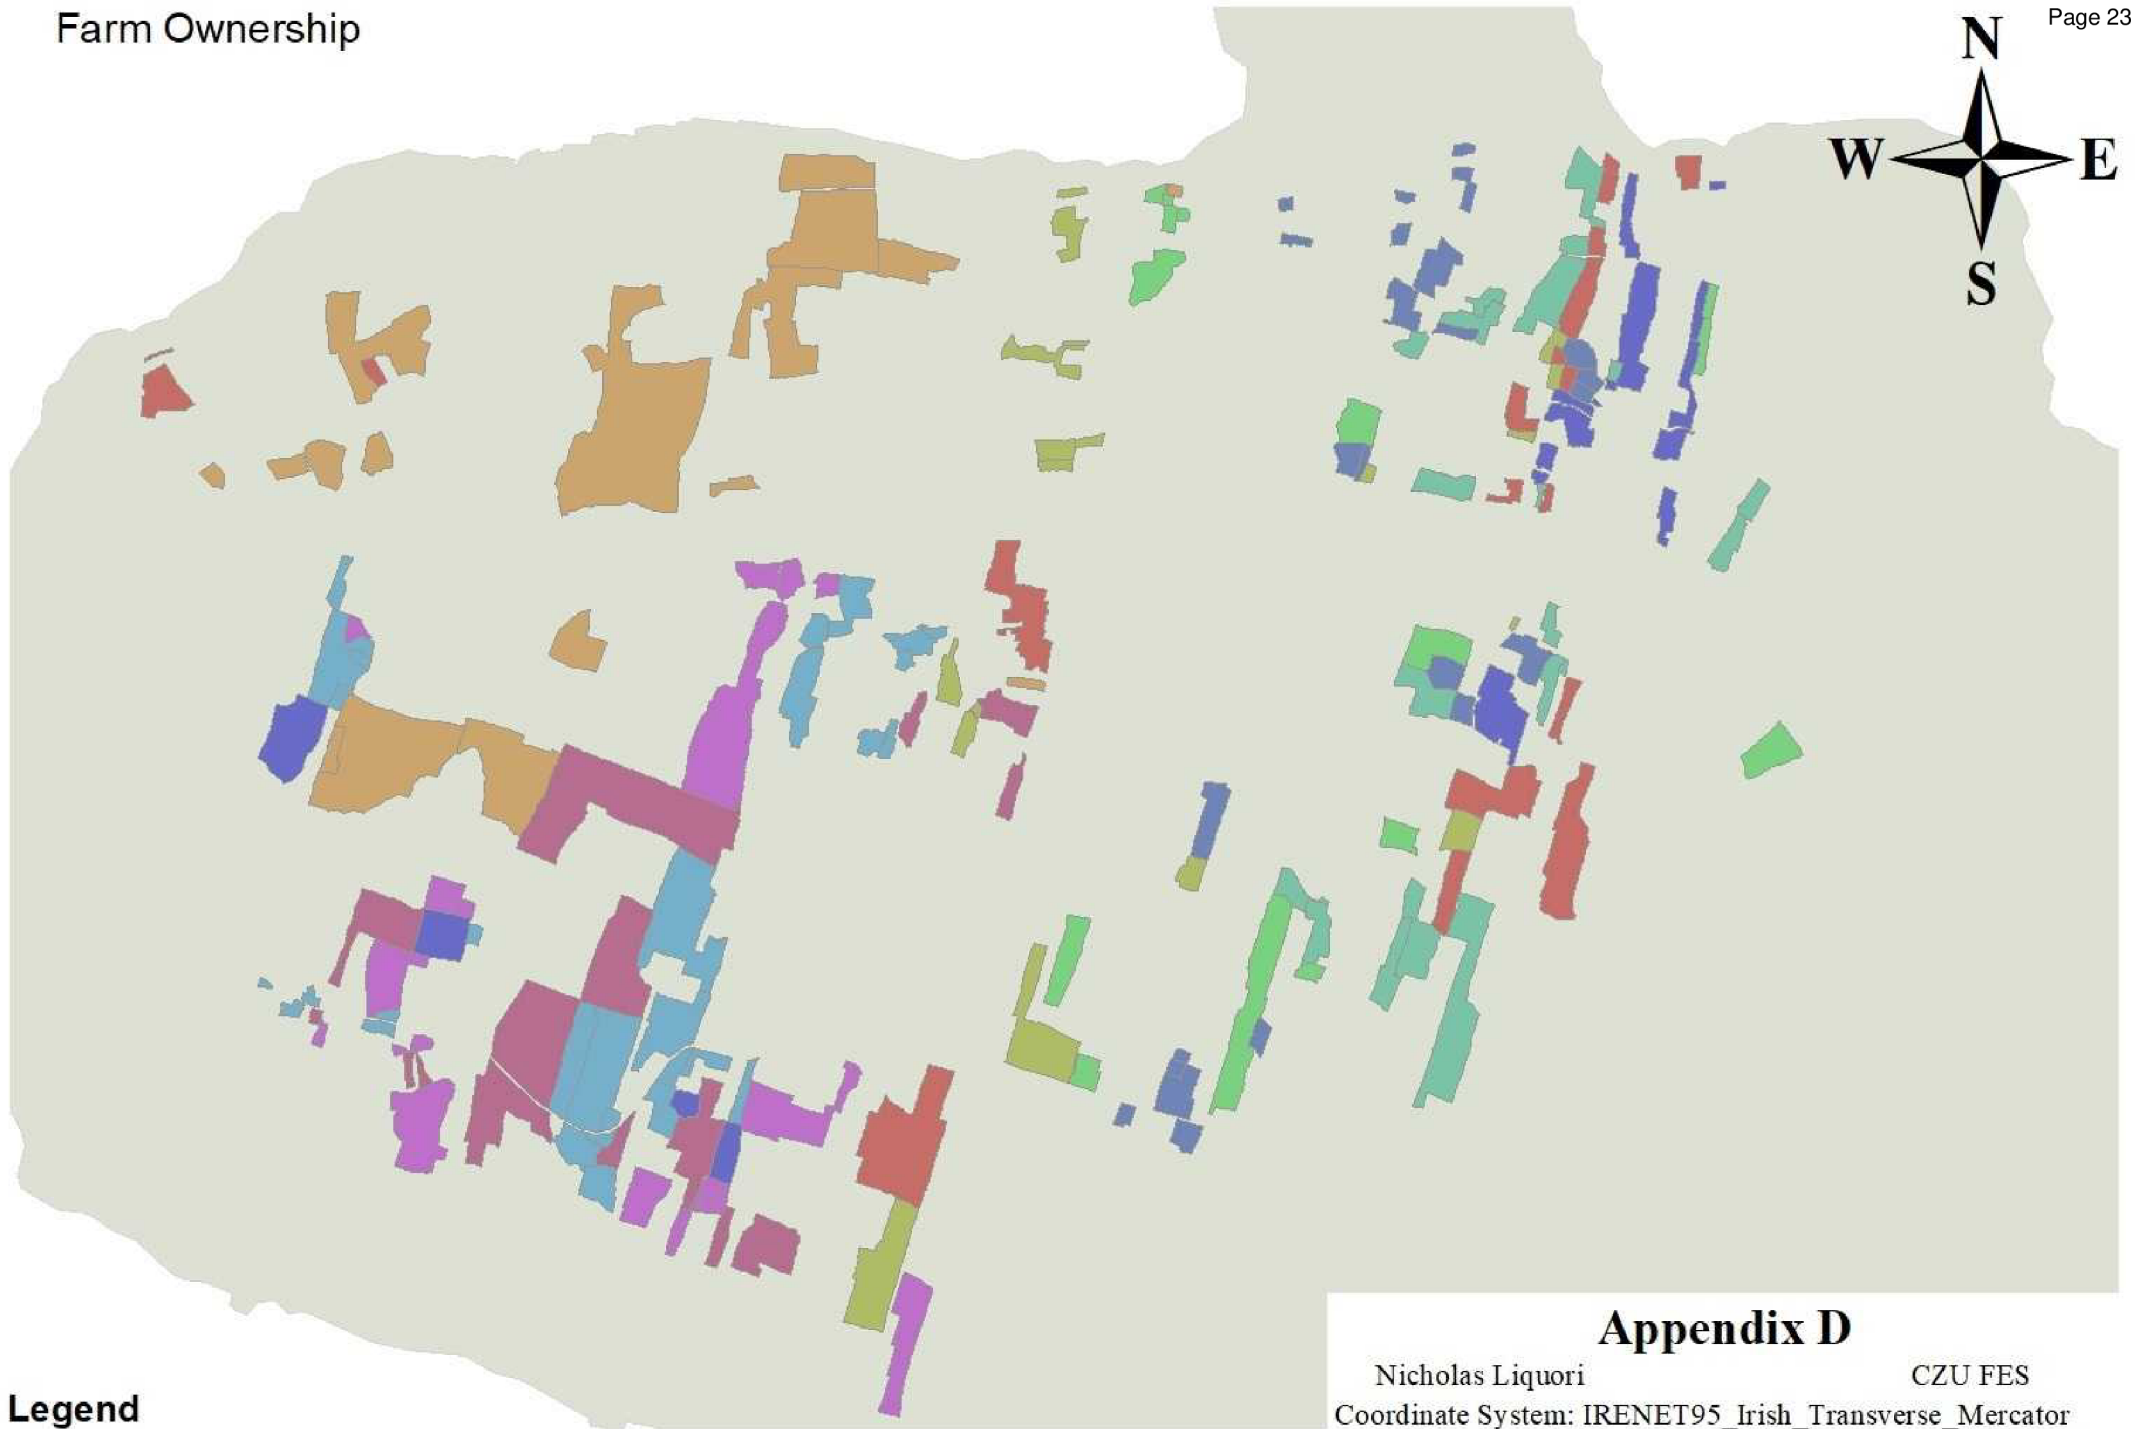 Farm Ownership
Page 23
N
W E
S
Appendix D
Nicholas Liquori CZU FES
Coordinate System: IRENET95_Irish_Transverse_Mercator
Legend